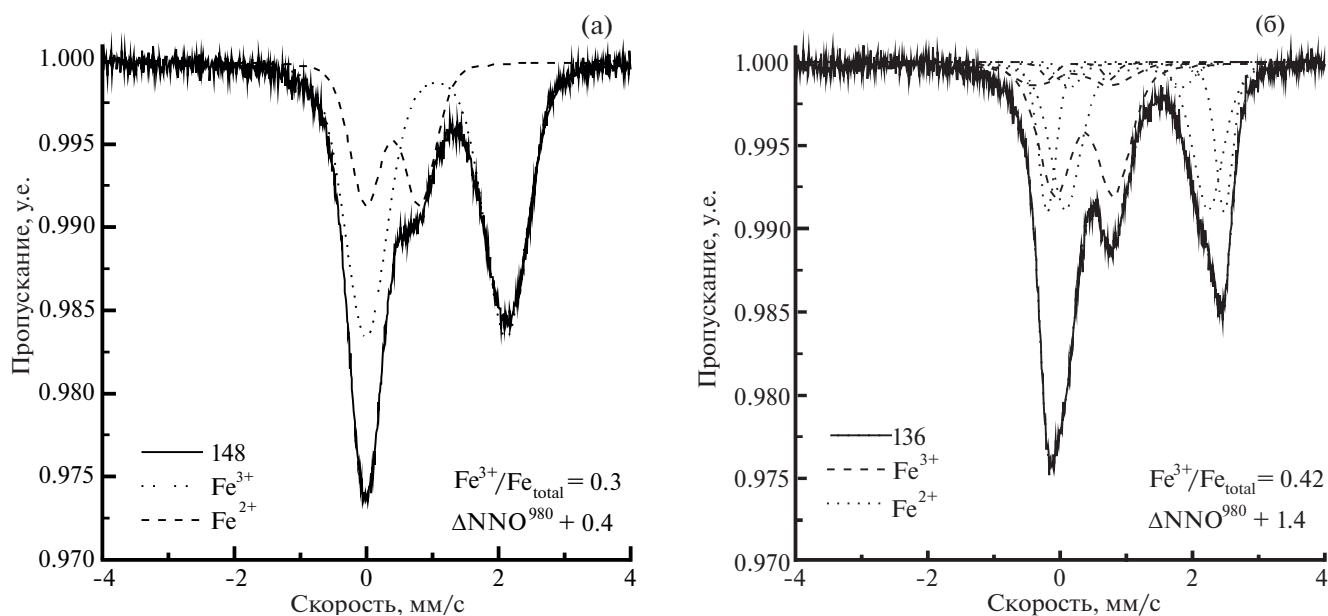 (а)
1.000
0.995
0.990
0.985
0.980
0.975
0.970
Пропускание, у.е.
148
Fe³⁺
Fe²⁺
Fe³⁺/Fe_total = 0.3
ΔNNO⁹⁸⁰ + 0.4
-4 -2 0 2 4
Скорость, мм/с
(б)
1.000
0.995
0.990
0.985
0.980
0.975
0.970
Пропускание, у.е.
136
Fe³⁺
Fe²⁺
Fe³⁺/Fe_total = 0.42
ΔNNO⁹⁸⁰ + 1.4
-4 -2 0 2 4
Скорость, мм/с